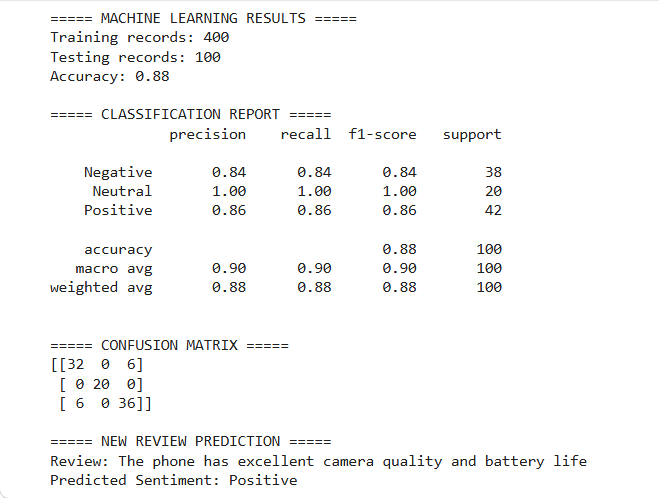 ===== MACHINE LEARNING RESULTS =====
Training records: 400
Testing records: 100
Accuracy: 0.88
===== CLASSIFICATION REPORT =====
precision recall f1-score support
Negative 0.84 0.84 0.84 38
Neutral 1.00 1.00 1.00 20
Positive 0.86 0.86 0.86 42
accuracy 0.88 100
macro avg 0.90 0.90 0.90 100
weighted avg 0.88 0.88 0.88 100
===== CONFUSION MATRIX =====
[[32 0 6]
[ 0 20 0]
[ 6 0 36]]
===== NEW REVIEW PREDICTION =====
Review: The phone has excellent camera quality and battery life
Predicted Sentiment: Positive